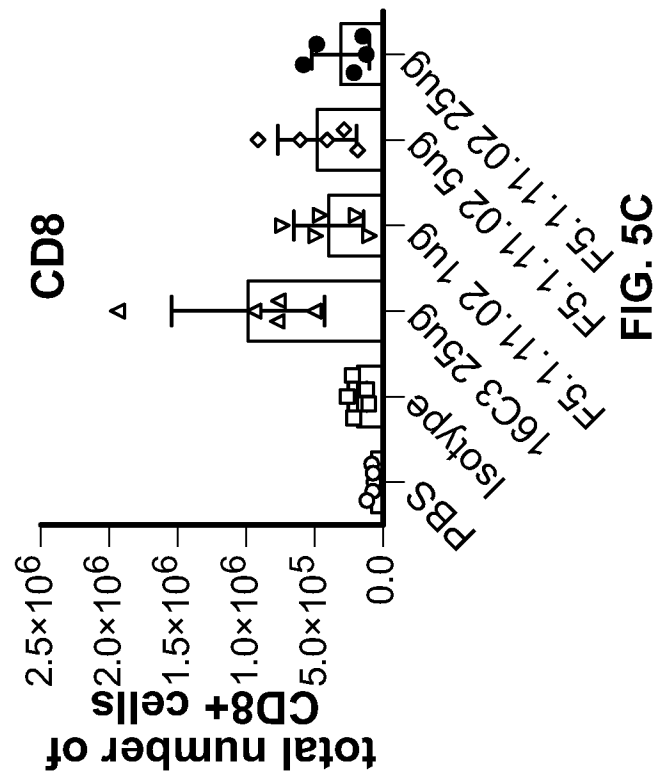 CD8
total number of
CD8+ cells
2.5×10⁶
2.0×10⁶
1.5×10⁶
1.0×10⁶
5.0×10⁵
0.0
PBS
Isotype
16C3 25ug
F5.1.11.02 1ug
F5.1.11.02 5ug
F5.1.11.02 25ug
FIG. 5C